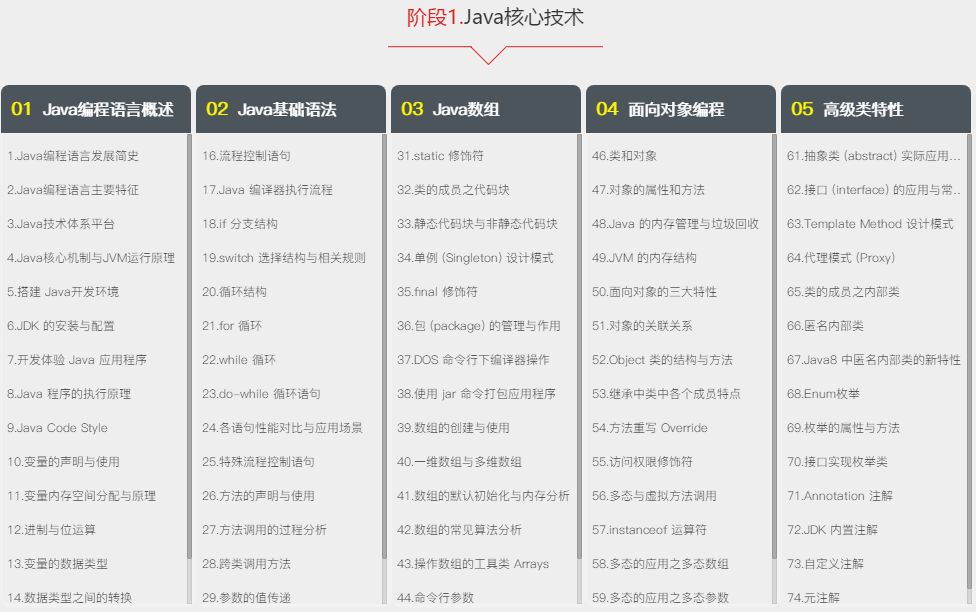 阶段1.Java核心技术
01 Java编程语言概述
1.Java编程语言发展简史
2.Java编程语言主要特征
3.Java技术体系平台
4.Java核心机制与JVM运行原理
5.搭建 Java开发环境
6.JDK 的安装与配置
7.开发体验 Java 应用程序
8.Java 程序的执行原理
9.Java Code Style
10.变量的声明与使用
11.变量内存空间分配与原理
12.进制与位运算
13.变量的数据类型
14.数据类型之间的转换
02 Java基础语法
16.流程控制语句
17.Java 编译器执行流程
18.if 分支结构
19.switch 选择结构与相关规则
20.循环结构
21.for 循环
22.while 循环
23.do-while 循环语句
24.各语句性能对比与应用场景
25.特殊流程控制语句
26.方法的声明与使用
27.方法调用的过程分析
28.跨类调用方法
29.参数的值传递
03 Java数组
31.static 修饰符
32.类的成员之代码块
33.静态代码块与非静态代码块
34.单例 (Singleton) 设计模式
35.final 修饰符
36.包 (package) 的管理与作用
37.DOS 命令行下编译器操作
38.使用 jar 命令打包应用程序
39.数组的创建与使用
40.一维数组与多维数组
41.数组的默认初始化与内存分析
42.数组的常见算法分析
43.操作数组的工具类 Arrays
44.命令行参数
04 面向对象编程
46.类和对象
47.对象的属性和方法
48.Java 的内存管理与垃圾回收
49.JVM 的内存结构
50.面向对象的三大特性
51.对象的关联关系
52.Object 类的结构与方法
53.继承中类中各个成员特点
54.方法重写 Override
55.访问权限修饰符
56.多态与虚拟方法调用
57.instanceof 运算符
58.多态的应用之多态数组
59.多态的应用之多态参数
05 高级类特性
61.抽象类 (abstract) 实际应用...
62.接口 (interface) 的应用与常...
63.Template Method 设计模式
64.代理模式 (Proxy)
65.类的成员之内部类
66.匿名内部类
67.Java8 中匿名内部类的新特性
68.Enum枚举
69.枚举的属性与方法
70.接口实现枚举类
71.Annotation 注解
72.JDK 内置注解
73.自定义注解
74.元注解